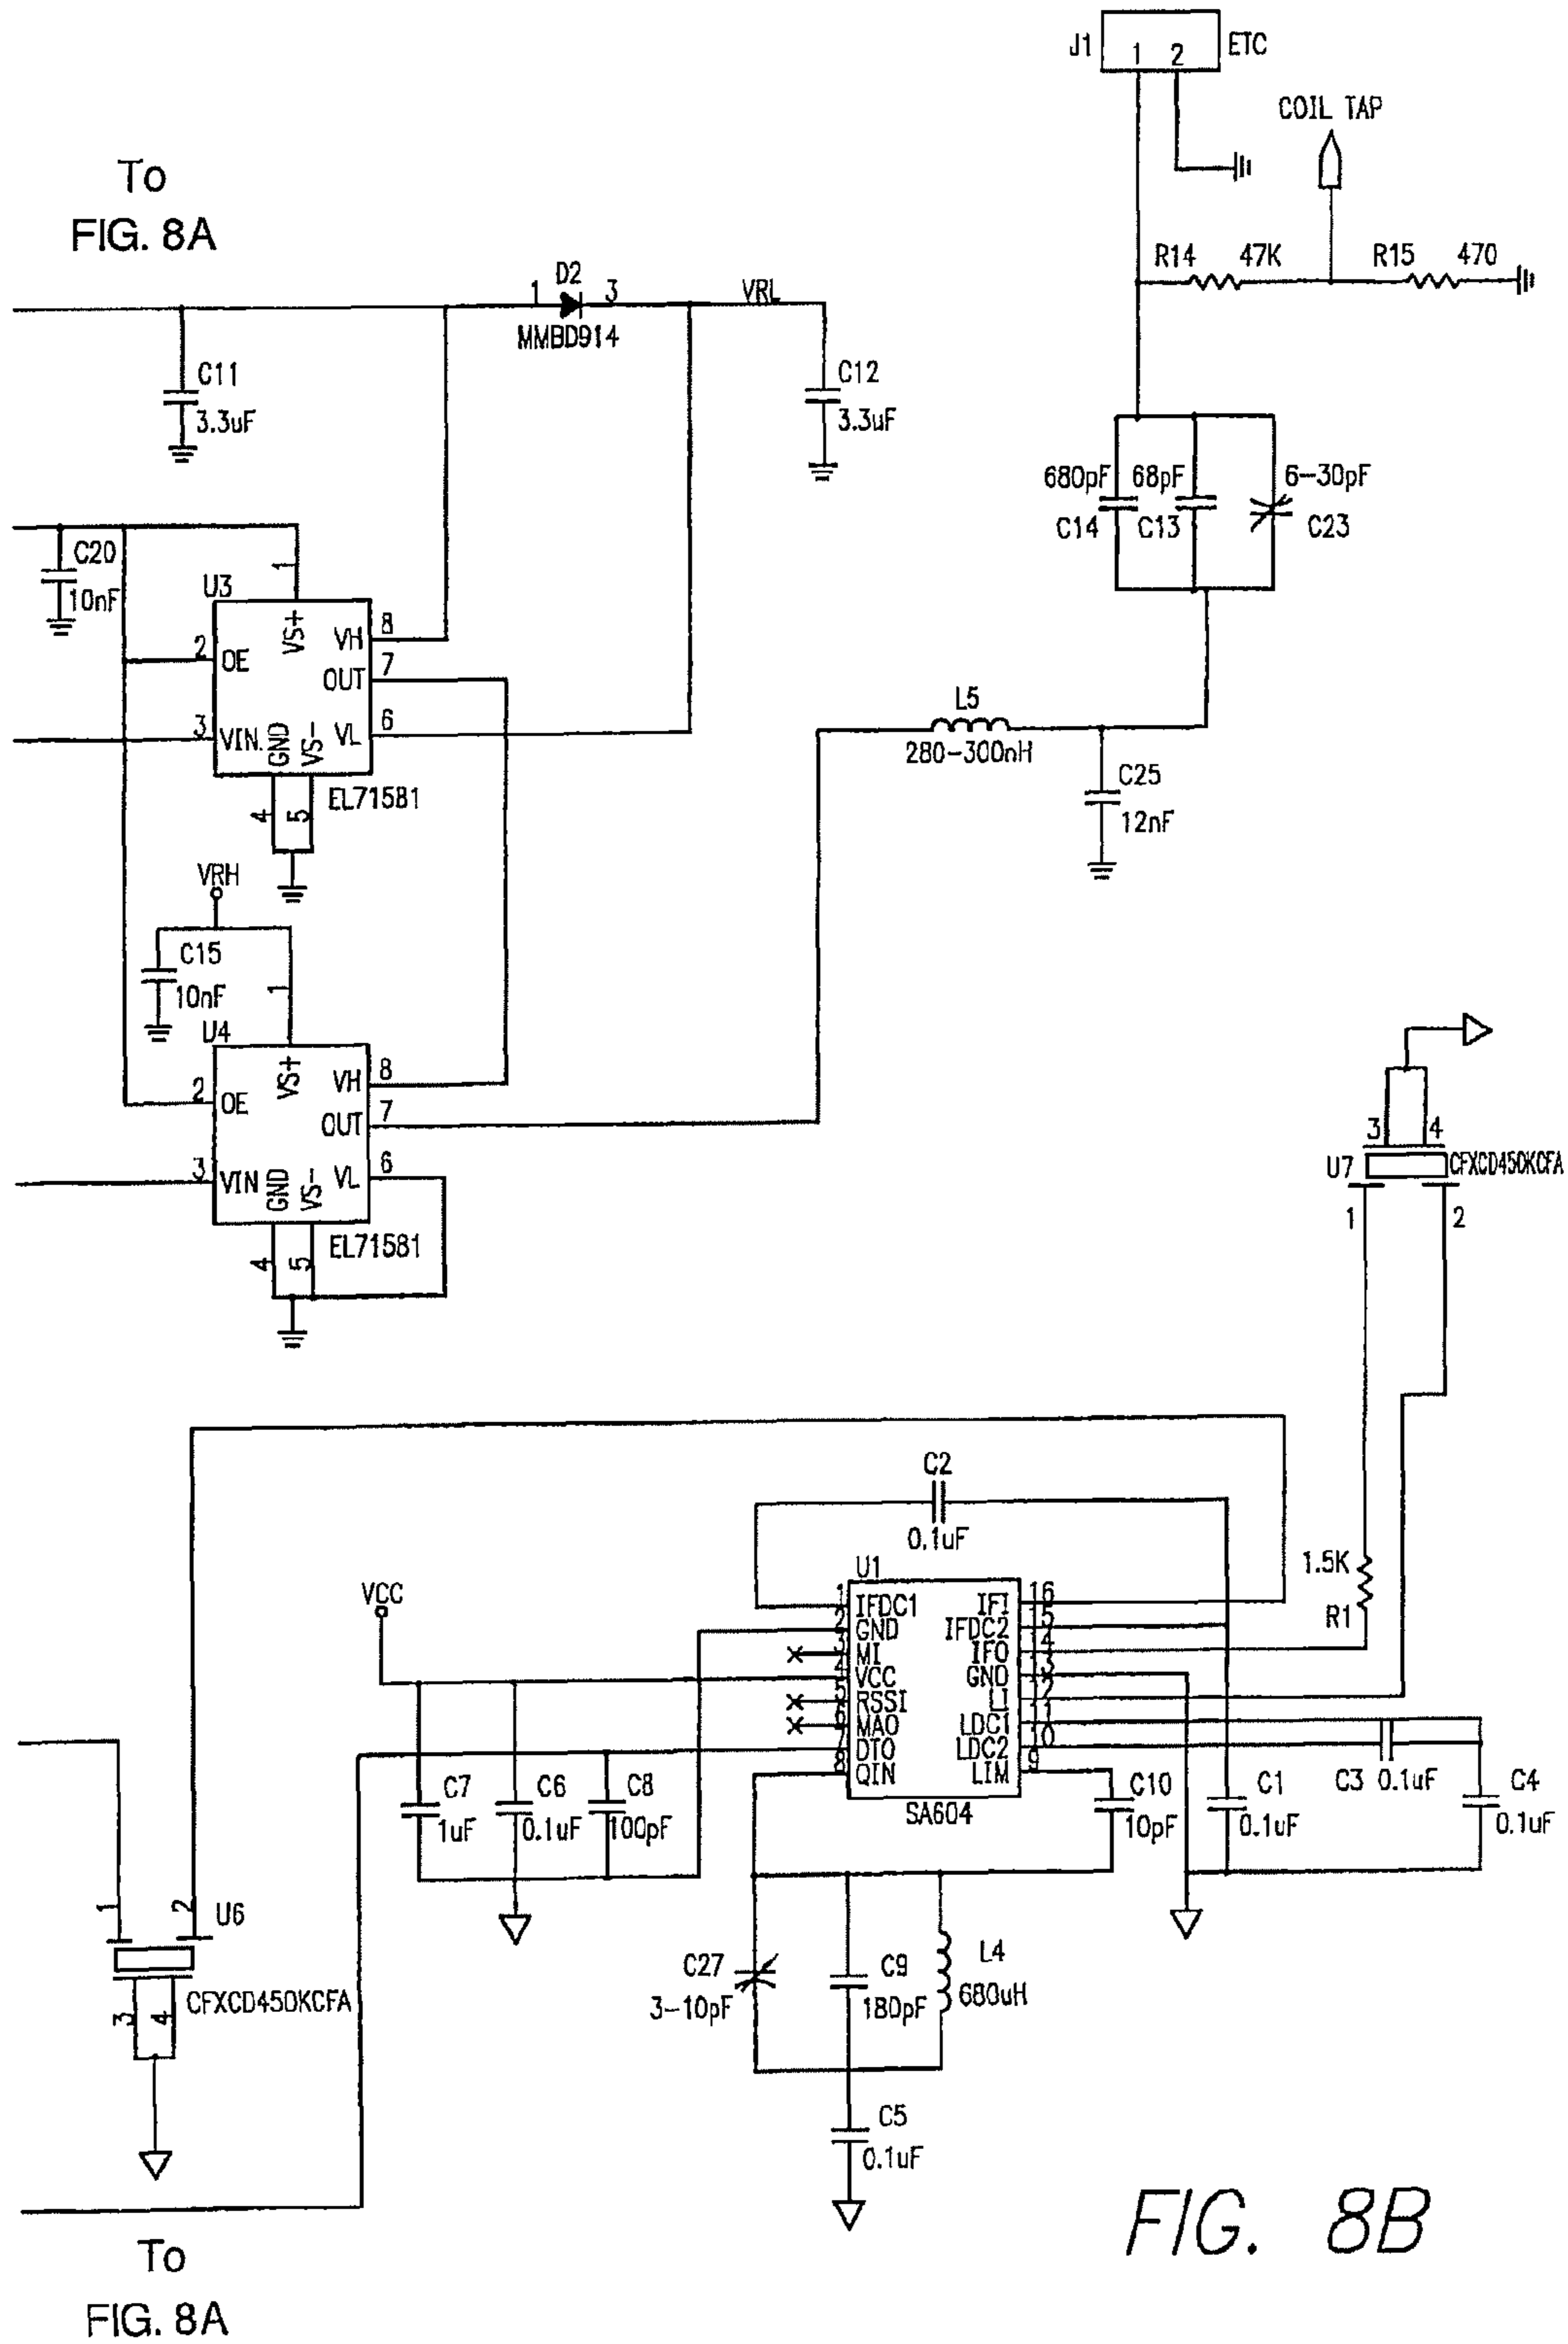 J1 1 2 ETC
COIL TAP
To
FIG. 8A
R14 47K R15 470
1 D2 3 VRL
MMBD914
C11
3.3uF
C12
3.3uF
680pF 68pF 6-30pF
C14 C13 C23
C20
10nF
U3
1
VS+
VH 8
2 OE
OUT 7
3 VIN.
GND
VS-
VL 6
4 5
EL71581
L5
280-300nH
C25
12nF
VRH
C15
10nF
U4
1
VS+
VH 8
2 OE
OUT 7
3 VIN
GND
VS-
VL 6
4 5
EL71581
3 4
U7 CFXCD450KCFA
1 2
C2
0.1uF
1.5K
R1
U1
VCC
1 IFDC1 IFI 16
2 GND IFDC2 15
3 MI IFO 14
4 VCC GND 13
5 RSSI LI 12
6 MAO LDC1 11
7 DTO LDC2 10
8 QIN LIM 9
SA604
C7
1uF
C6
0.1uF
C8
100pF
C10
10pF
C1
0.1uF
C3 0.1uF
C4
0.1uF
1 2 U6
CFXCD450KCFA
3 4
C27
3-10pF
C9
180pF
L4
680uH
C5
0.1uF
To
FIG. 8A
FIG. 8B